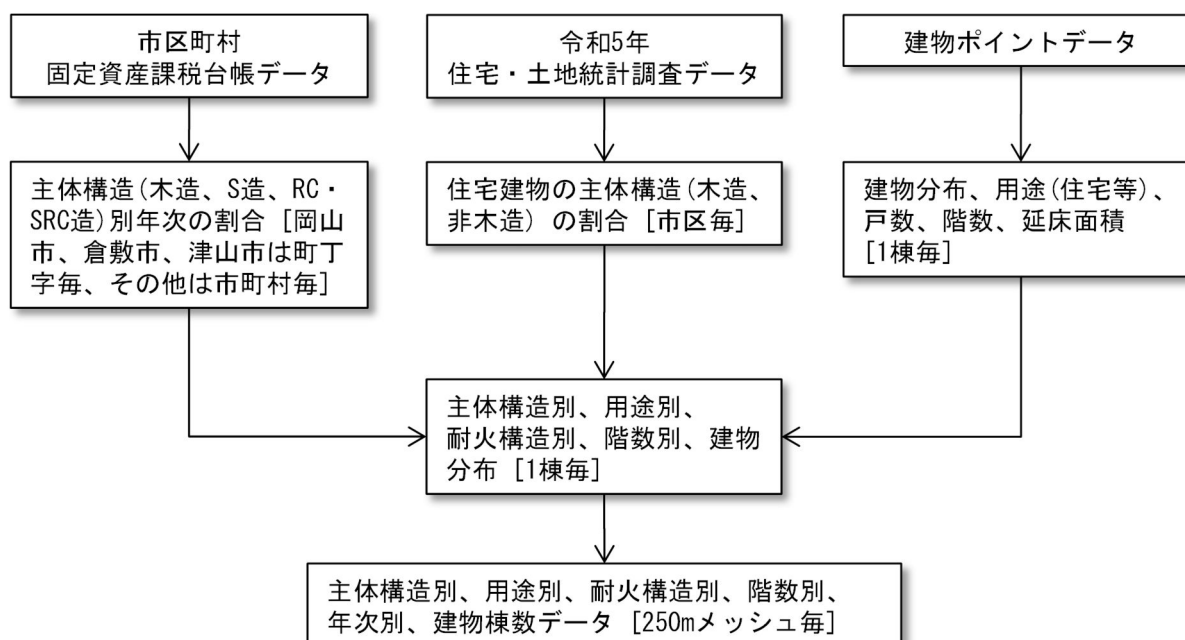 市区町村
固定資産課税台帳データ
令和5年
住宅・土地統計調査データ
建物ポイントデータ
主体構造(木造、S造、RC・
SRC造)別年次の割合 [岡山
市、倉敷市、津山市は町丁
字毎、その他は市町村毎]
住宅建物の主体構造(木造、
非木造) の割合 [市区毎]
建物分布、用途(住宅等)、
戸数、階数、延床面積
[1棟毎]
主体構造別、用途別、
耐火構造別、階数別、建物
分布 [1棟毎]
主体構造別、用途別、耐火構造別、階数別、
年次別、建物棟数データ [250mメッシュ毎]